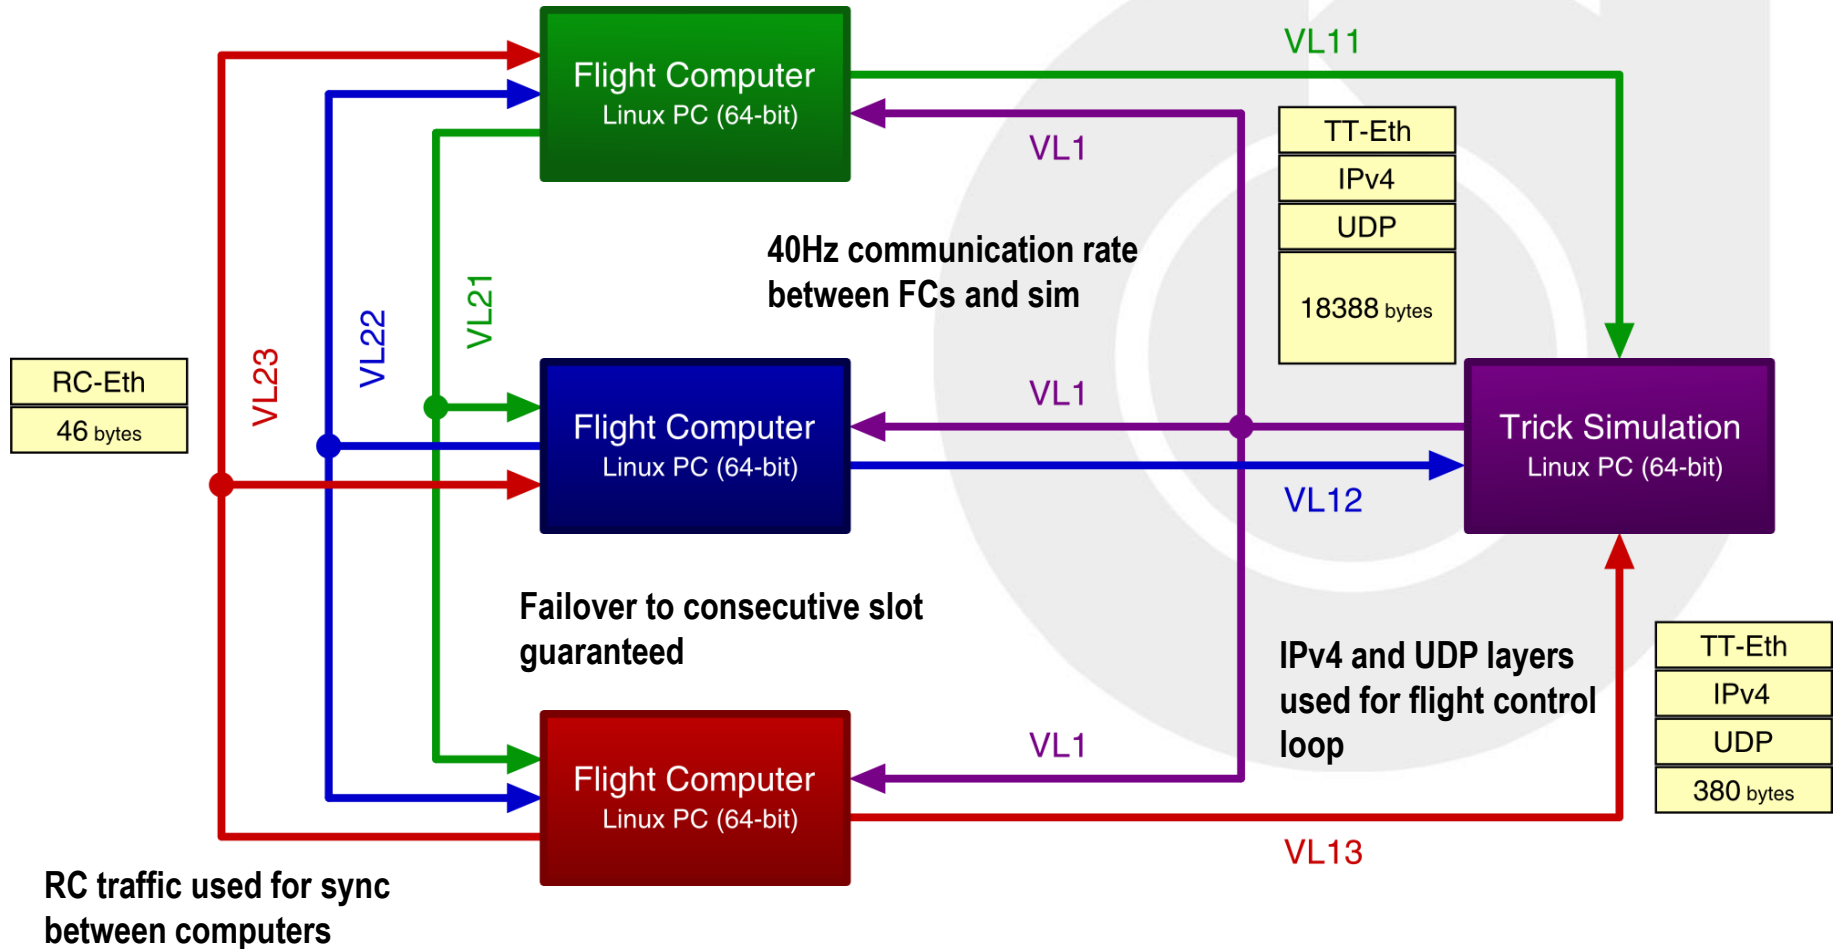 VL11
Flight Computer
Linux PC (64-bit)
VL1
TT-Eth
IPv4
UDP
18388 bytes
40Hz communication rate
between FCs and sim
VL21
VL22
VL23
RC-Eth
46 bytes
VL1
Flight Computer
Linux PC (64-bit)
Trick Simulation
Linux PC (64-bit)
VL12
Failover to consecutive slot
guaranteed
IPv4 and UDP layers
used for flight control
loop
TT-Eth
IPv4
UDP
380 bytes
VL1
Flight Computer
Linux PC (64-bit)
VL13
RC traffic used for sync
between computers